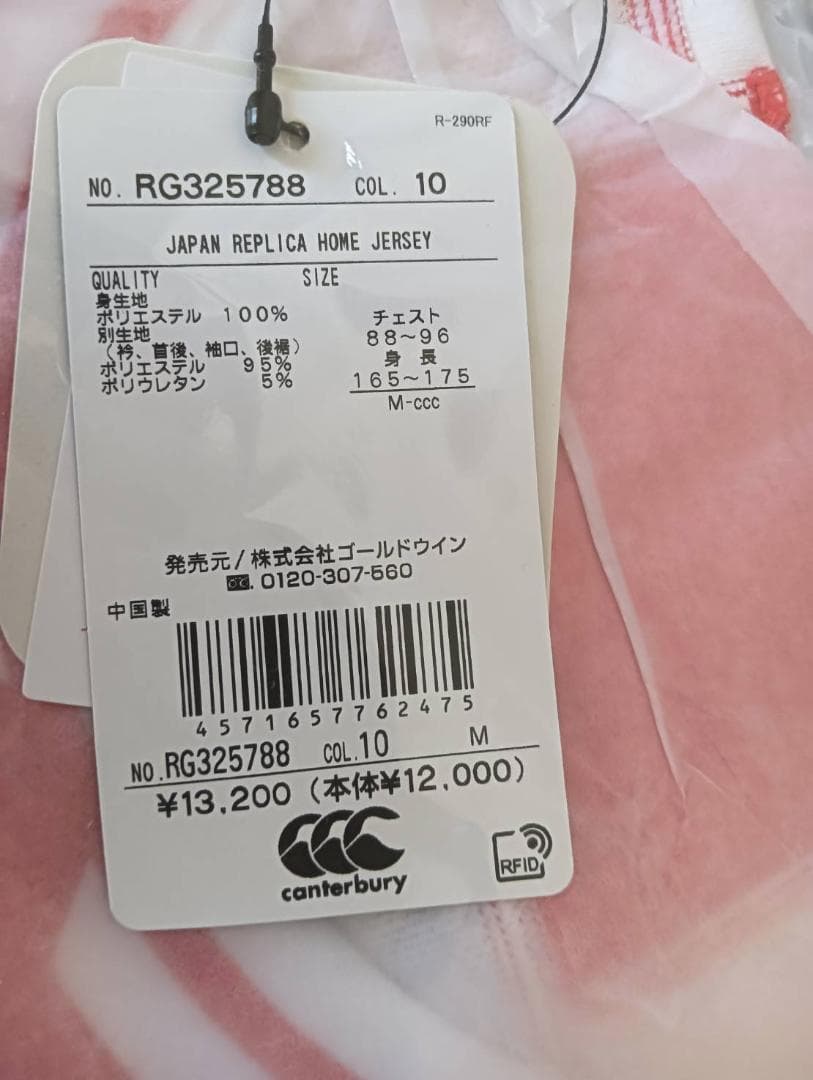 R-290RF
NO. RG325788 COL. 10
JAPAN REPLICA HOME JERSEY
QUALITY SIZE
身生地
ポリエステル 100%
別生地
(衿、首後、袖口、後裾)
ポリエステル 95%
ポリウレタン 5%
チェスト
88~96
身長
165~175
M-ccc
発売元/株式会社ゴールドウイン
0120-307-560
中国製
4571657762475
NO.RG325788 COL.10 M
¥13,200 (本体¥12,000)
canterbury
RFID